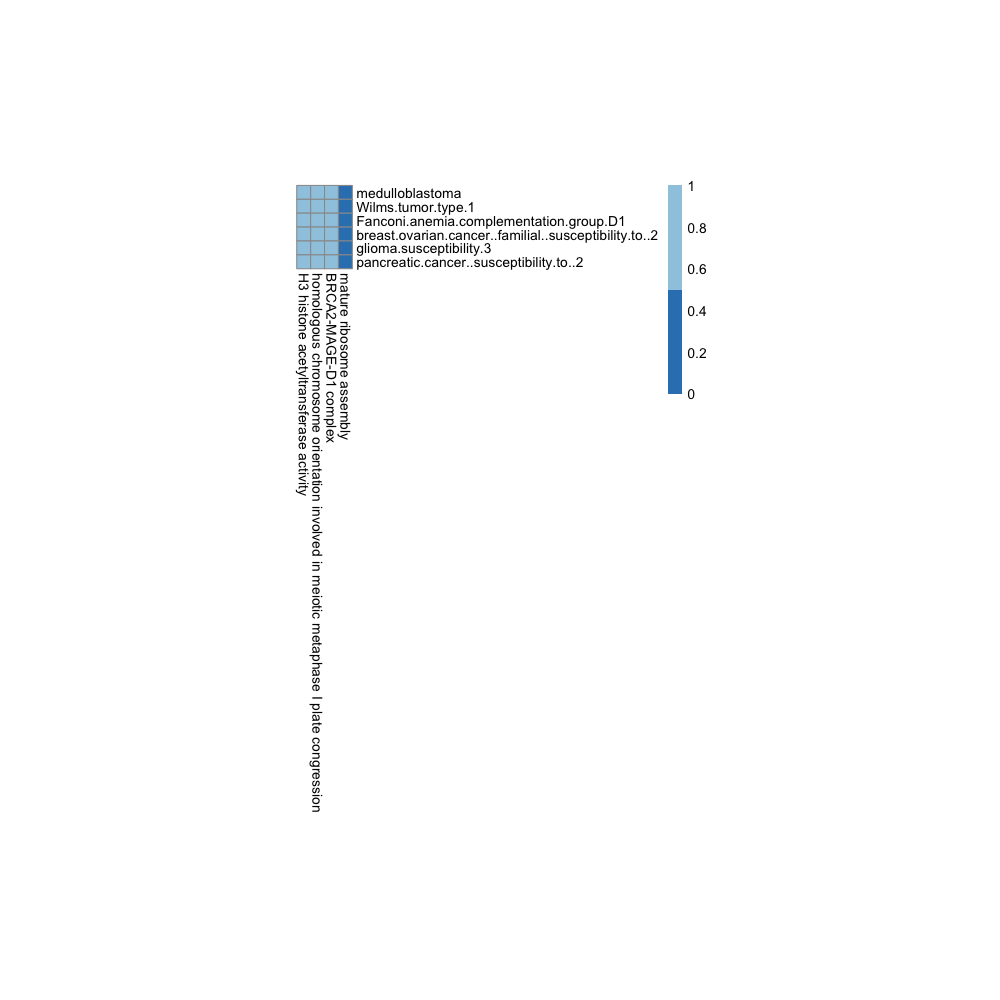 medulloblastoma
Wilms.tumor.type.1
Fanconi.anemia.complementation.group.D1
breast.ovarian.cancer..familial..susceptibility.to..2
glioma.susceptibility.3
pancreatic.cancer..susceptibility.to..2
1
0.8
0.6
0.4
0.2
0
H3 histone acetyltransferase activity
homologous chromosome orientation involved in meiotic metaphase I plate congression
BRCA2-MAGE-D1 complex
mature ribosome assembly